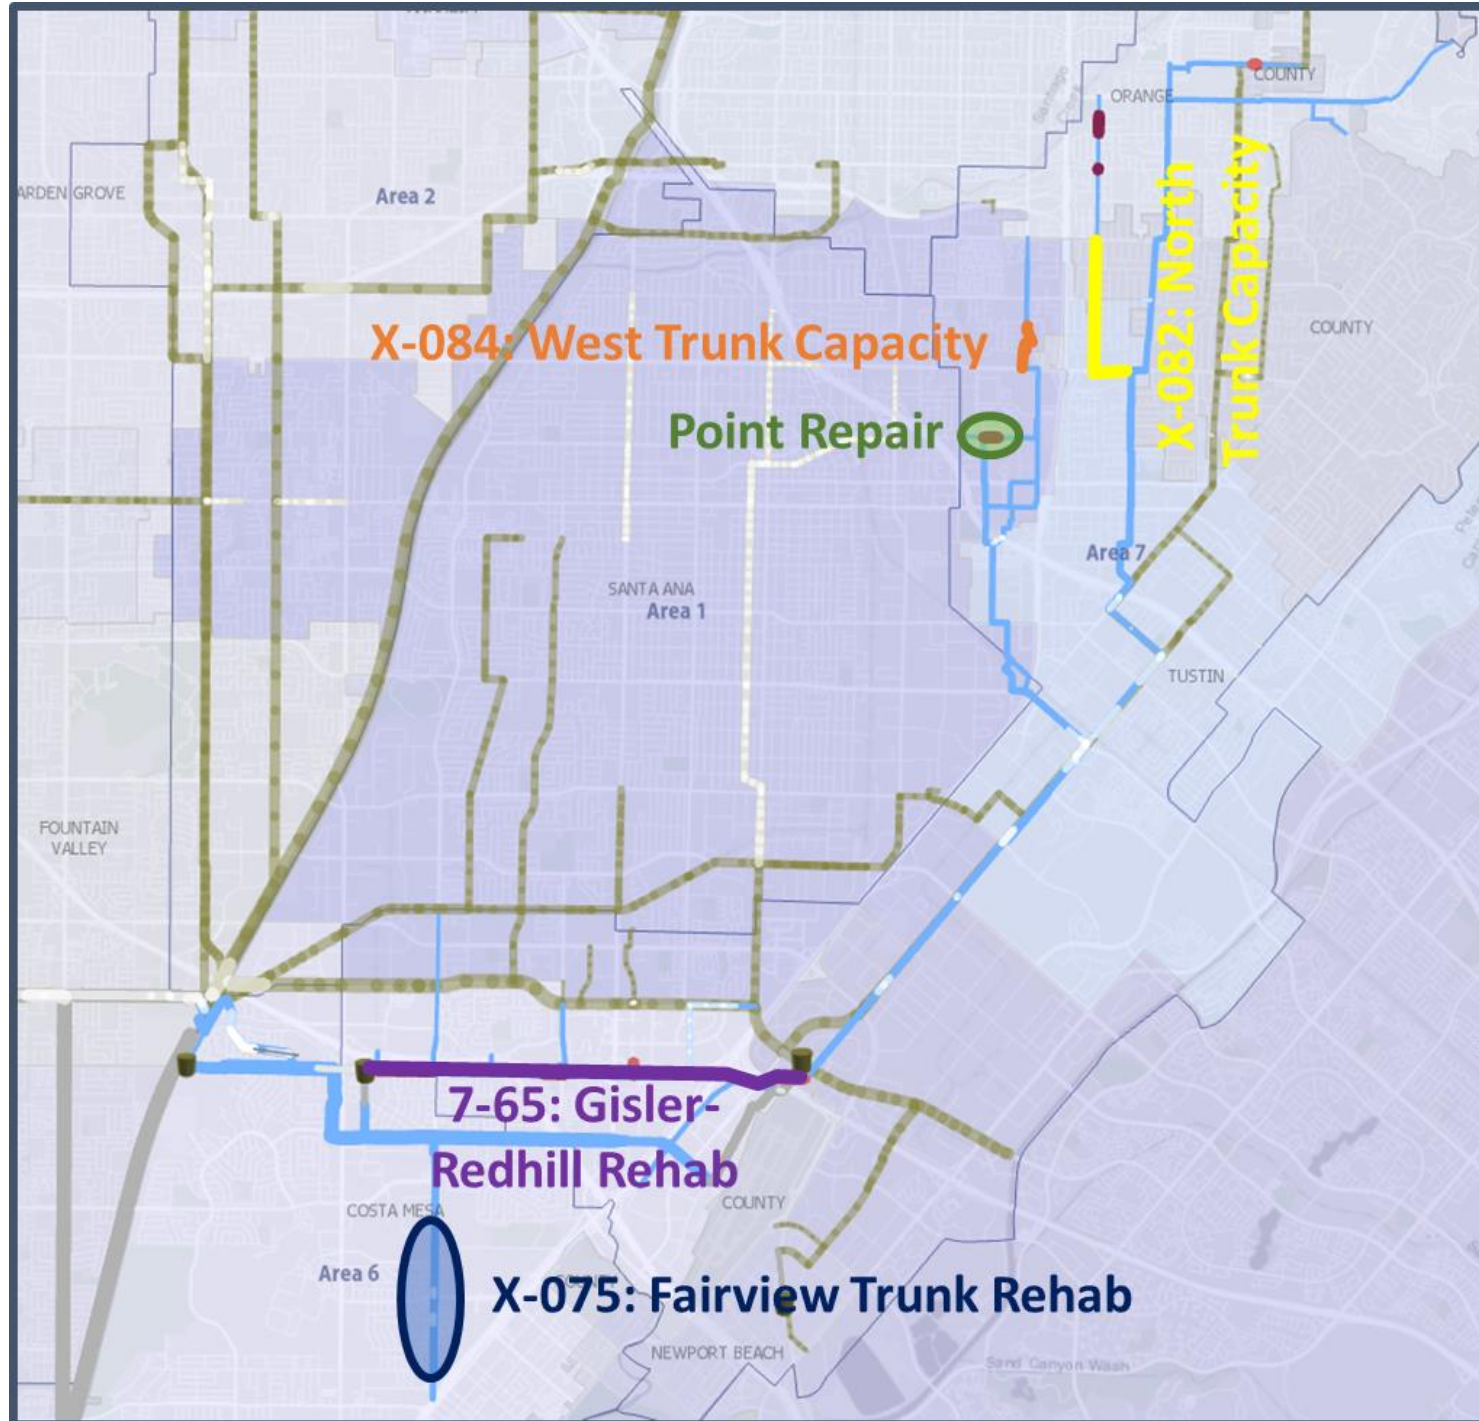 COUNTY
ORANGE
Santiago
ARDEN GROVE
Area 2
X-082: North
Trunk Capacity
COUNTY
X-084: West Trunk Capacity
Point Repair
Area 7
SANTA ANA
Area 1
TUSTIN
FOUNTAIN
VALLEY
7-65: Gisler-
Redhill Rehab
COUNTY
COSTA MESA
Area 6
X-075: Fairview Trunk Rehab
NEWPORT BEACH
Sand Canyon Wash